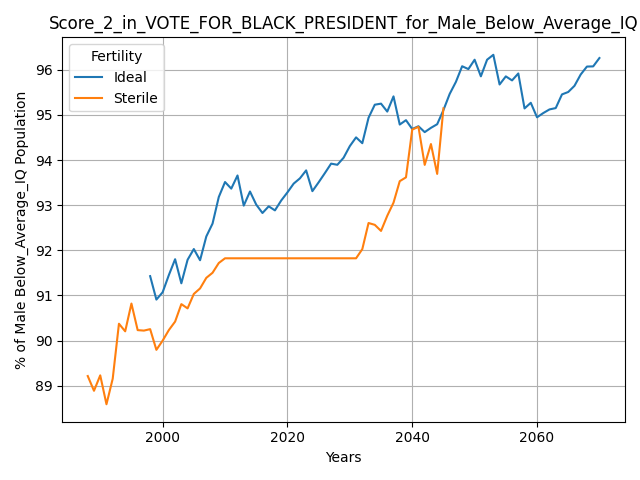 Score_2_in_VOTE_FOR_BLACK_PRESIDENT_for_Male_Below_Average_IQ
Fertility
Ideal
Sterile
% of Male Below_Average_IQ Population
96
95
94
93
92
91
90
89
2000
2020
2040
2060
Years